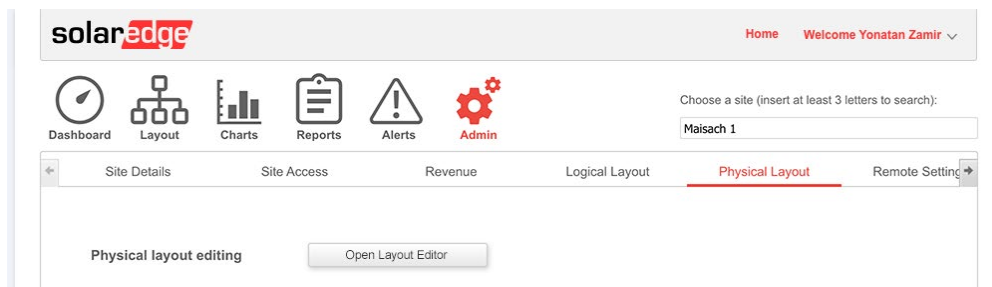 solaredge
Home Welcome Yonatan Zamir
Dashboard Layout Charts Reports Alerts Admin
Choose a site (insert at least 3 letters to search):
Maisach 1
Site Details Site Access Revenue Logical Layout Physical Layout Remote Setting
Physical layout editing Open Layout Editor